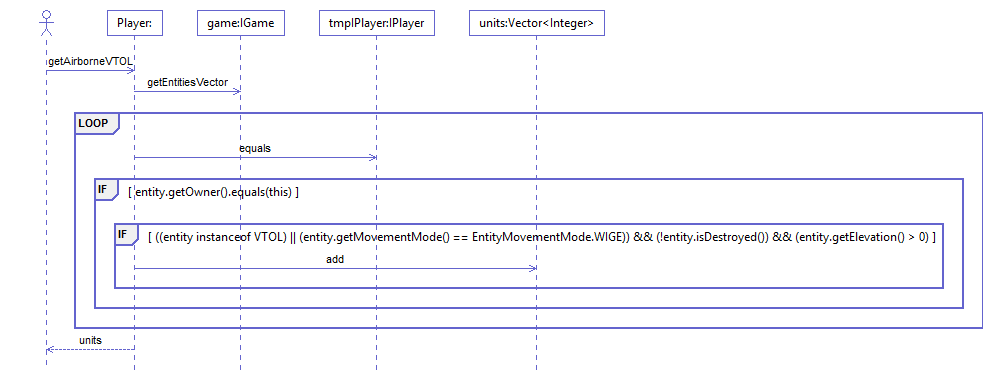 Player:
game:IGame
tmpIPlayer:IPlayer
units:Vector<Integer>
getAirborneVTOL
getEntitiesVector
LOOP
equals
IF
[ entity.getOwner().equals(this) ]
IF
[ ((entity instanceof VTOL) || (entity.getMovementMode() == EntityMovementMode.WIGE)) && (!entity.isDestroyed()) && (entity.getElevation() > 0) ]
add
units